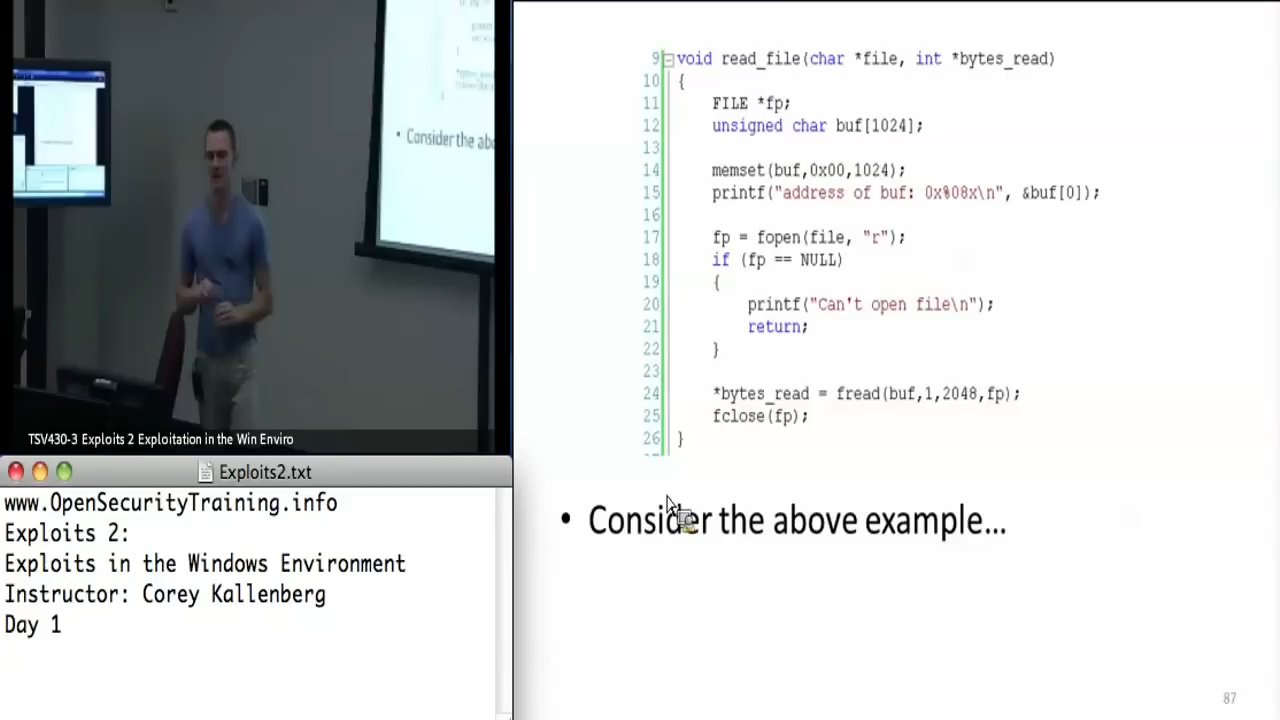 • Consider the abo
TSV430-3 Exploits 2 Exploitation in the Win Enviro
Exploits2.txt
www.OpenSecurityTraining.info
Exploits 2:
Exploits in the Windows Environment
Instructor: Corey Kallenberg
Day 1
9 void read_file(char *file, int *bytes_read)
10 {
11 FILE *fp;
12 unsigned char buf[1024];
13
14 memset(buf,0x00,1024);
15 printf("address of buf: 0x%08x\n", &buf[0]);
16
17 fp = fopen(file, "r");
18 if (fp == NULL)
19 {
20 printf("Can't open file\n");
21 return;
22 }
23
24 *bytes_read = fread(buf,1,2048,fp);
25 fclose(fp);
26 }
• Consider the above example...
87